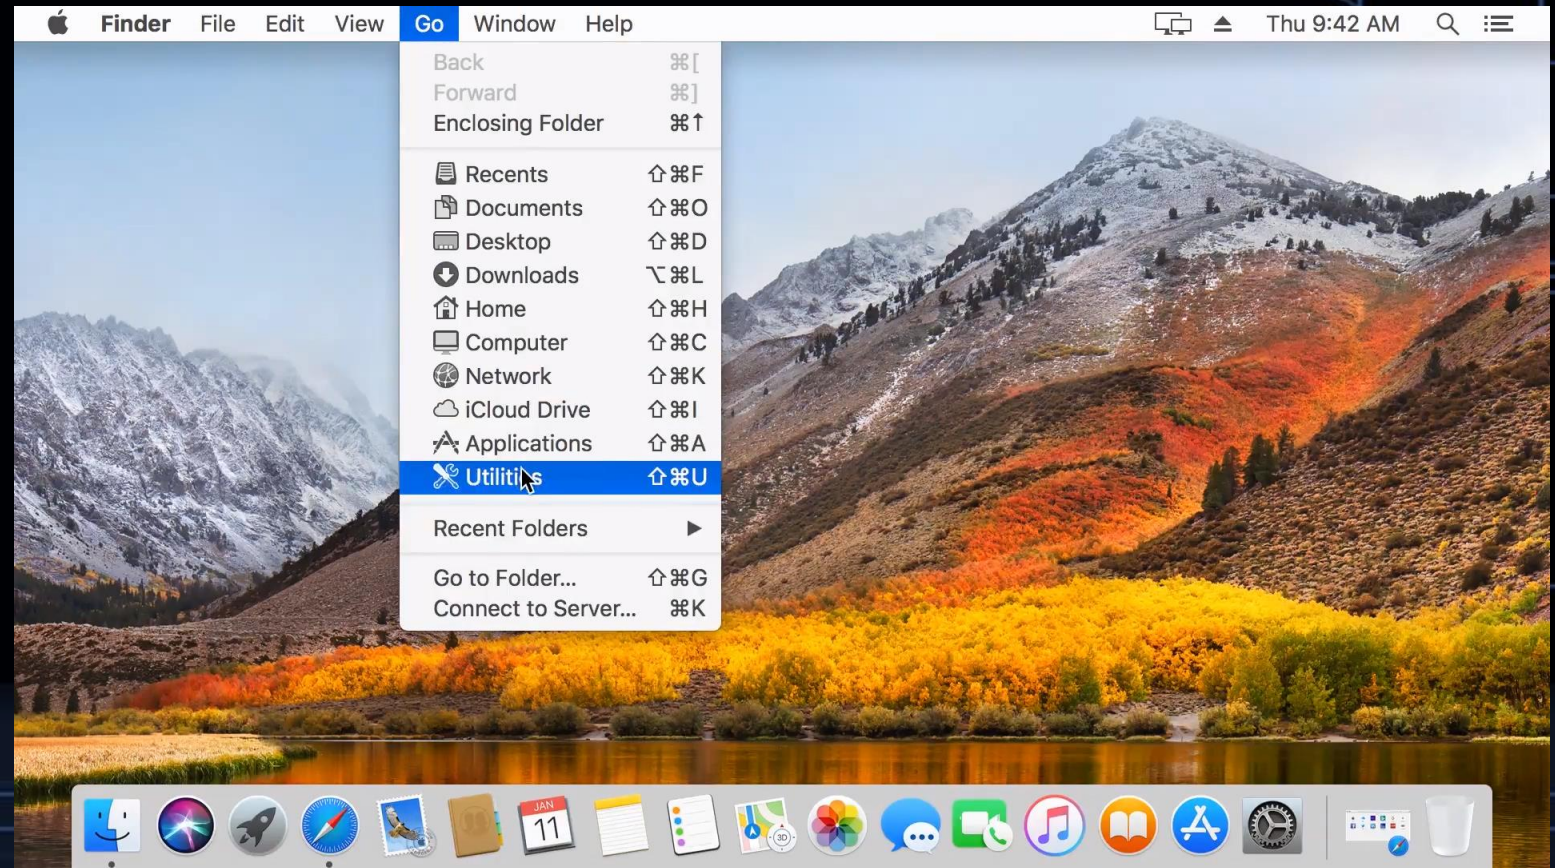 Finder File Edit View Go Window Help Thu 9:42 AM
Back ⌘[
Forward ⌘]
Enclosing Folder ⌘↑
Recents ⇧⌘F
Documents ⇧⌘O
Desktop ⇧⌘D
Downloads ⌥⌘L
Home ⇧⌘H
Computer ⇧⌘C
Network ⇧⌘K
iCloud Drive ⇧⌘I
Applications ⇧⌘A
Utilities ⇧⌘U
Recent Folders ▶
Go to Folder... ⇧⌘G
Connect to Server... ⌘K
JAN
11
3D